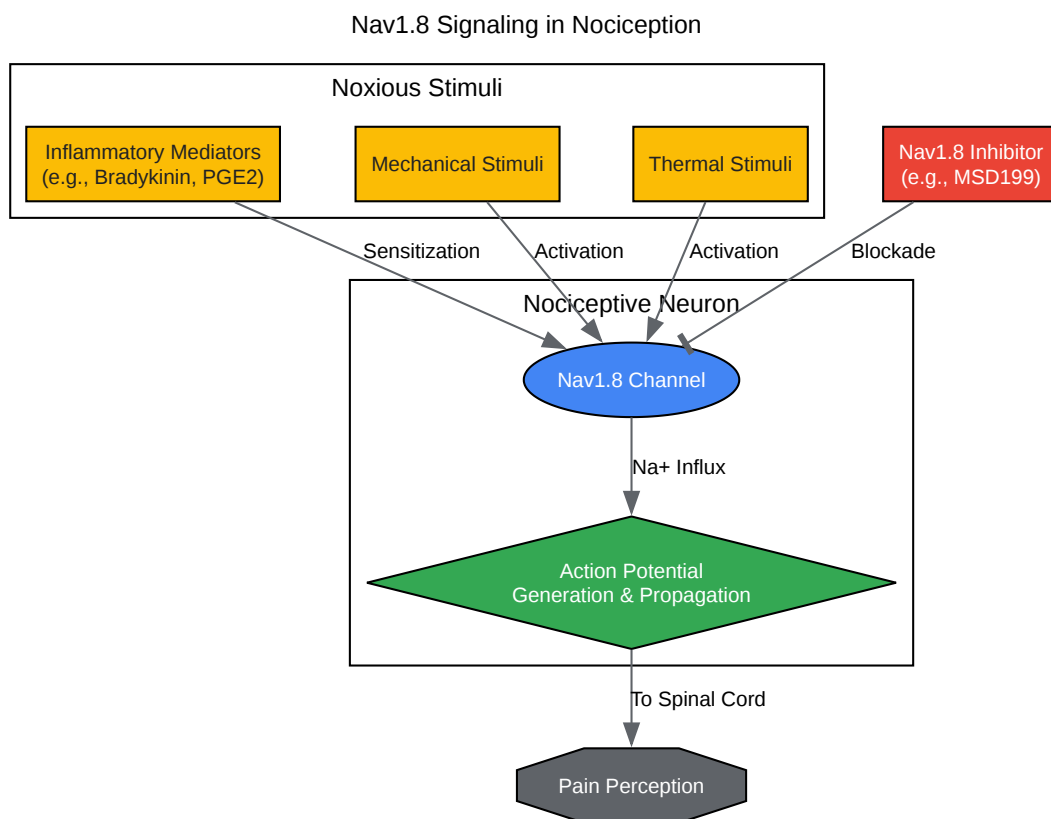 Nav1.8 Signaling in Nociception
Noxious Stimuli
Inflammatory Mediators
(e.g., Bradykinin, PGE2)
Mechanical Stimuli
Thermal Stimuli
Nav1.8 Inhibitor
(e.g., MSD199)
Sensitization
Activation
Activation
Blockade
Nociceptive Neuron
Nav1.8 Channel
Na+ Influx
Action Potential
Generation & Propagation
To Spinal Cord
Pain Perception